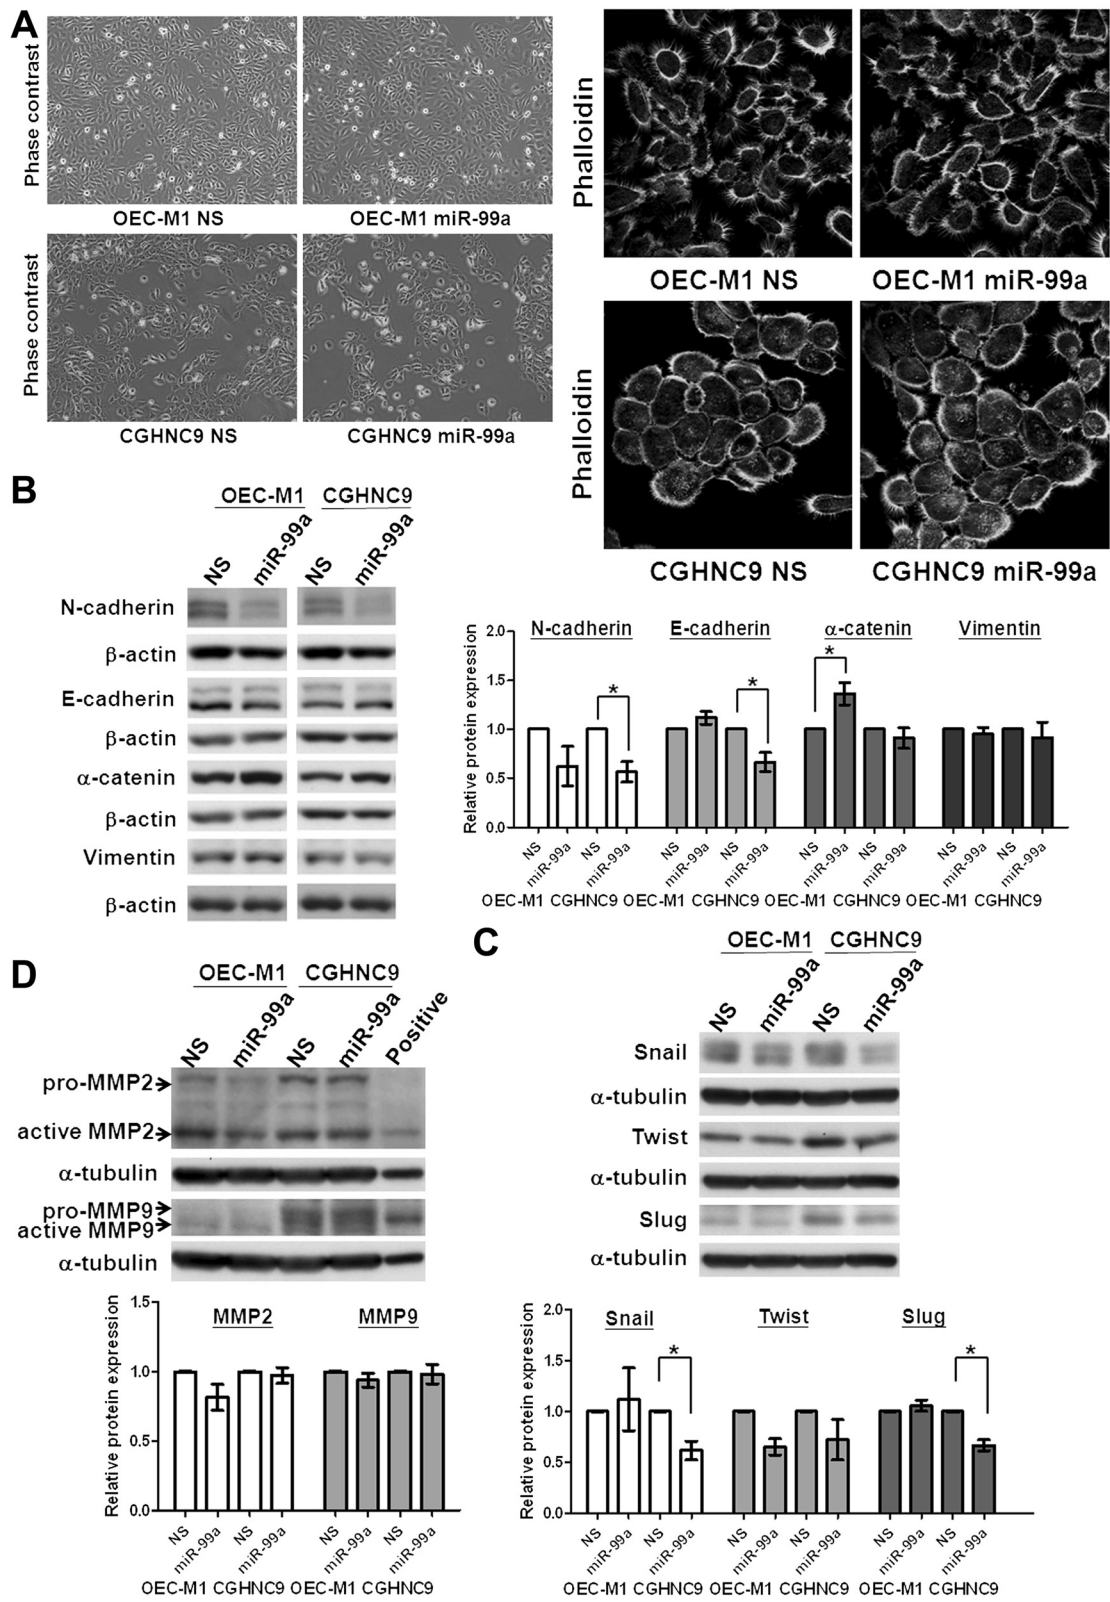 A
Phase contrast
OEC-M1 NS
OEC-M1 miR-99a
Phase contrast
CGHNC9 NS
CGHNC9 miR-99a
Phalloidin
OEC-M1 NS
OEC-M1 miR-99a
Phalloidin
CGHNC9 NS
CGHNC9 miR-99a
B
OEC-M1 CGHNC9
NS miR-99a NS miR-99a
N-cadherin
β-actin
E-cadherin
β-actin
α-catenin
β-actin
Vimentin
β-actin
Relative protein expression
2.0
1.5
1.0
0.5
0.0
N-cadherin E-cadherin α-catenin Vimentin
* * *
NS miR-99a NS miR-99a NS miR-99a NS miR-99a NS miR-99a NS miR-99a NS miR-99a NS miR-99a
OEC-M1 CGHNC9 OEC-M1 CGHNC9 OEC-M1 CGHNC9 OEC-M1 CGHNC9
C
OEC-M1 CGHNC9
NS miR-99a NS miR-99a
Snail
α-tubulin
Twist
α-tubulin
Slug
α-tubulin
Relative protein expression
2.0
1.5
1.0
0.5
0.0
Snail Twist Slug
* *
NS miR-99a NS miR-99a NS miR-99a NS miR-99a NS miR-99a NS miR-99a
OEC-M1 CGHNC9 OEC-M1 CGHNC9 OEC-M1 CGHNC9
D
OEC-M1 CGHNC9
NS miR-99a NS miR-99a Positive
pro-MMP2
active MMP2
α-tubulin
pro-MMP9
active MMP9
α-tubulin
Relative protein expression
1.5
1.0
0.5
0.0
MMP2 MMP9
NS miR-99a NS miR-99a NS miR-99a NS miR-99a
OEC-M1 CGHNC9 OEC-M1 CGHNC9